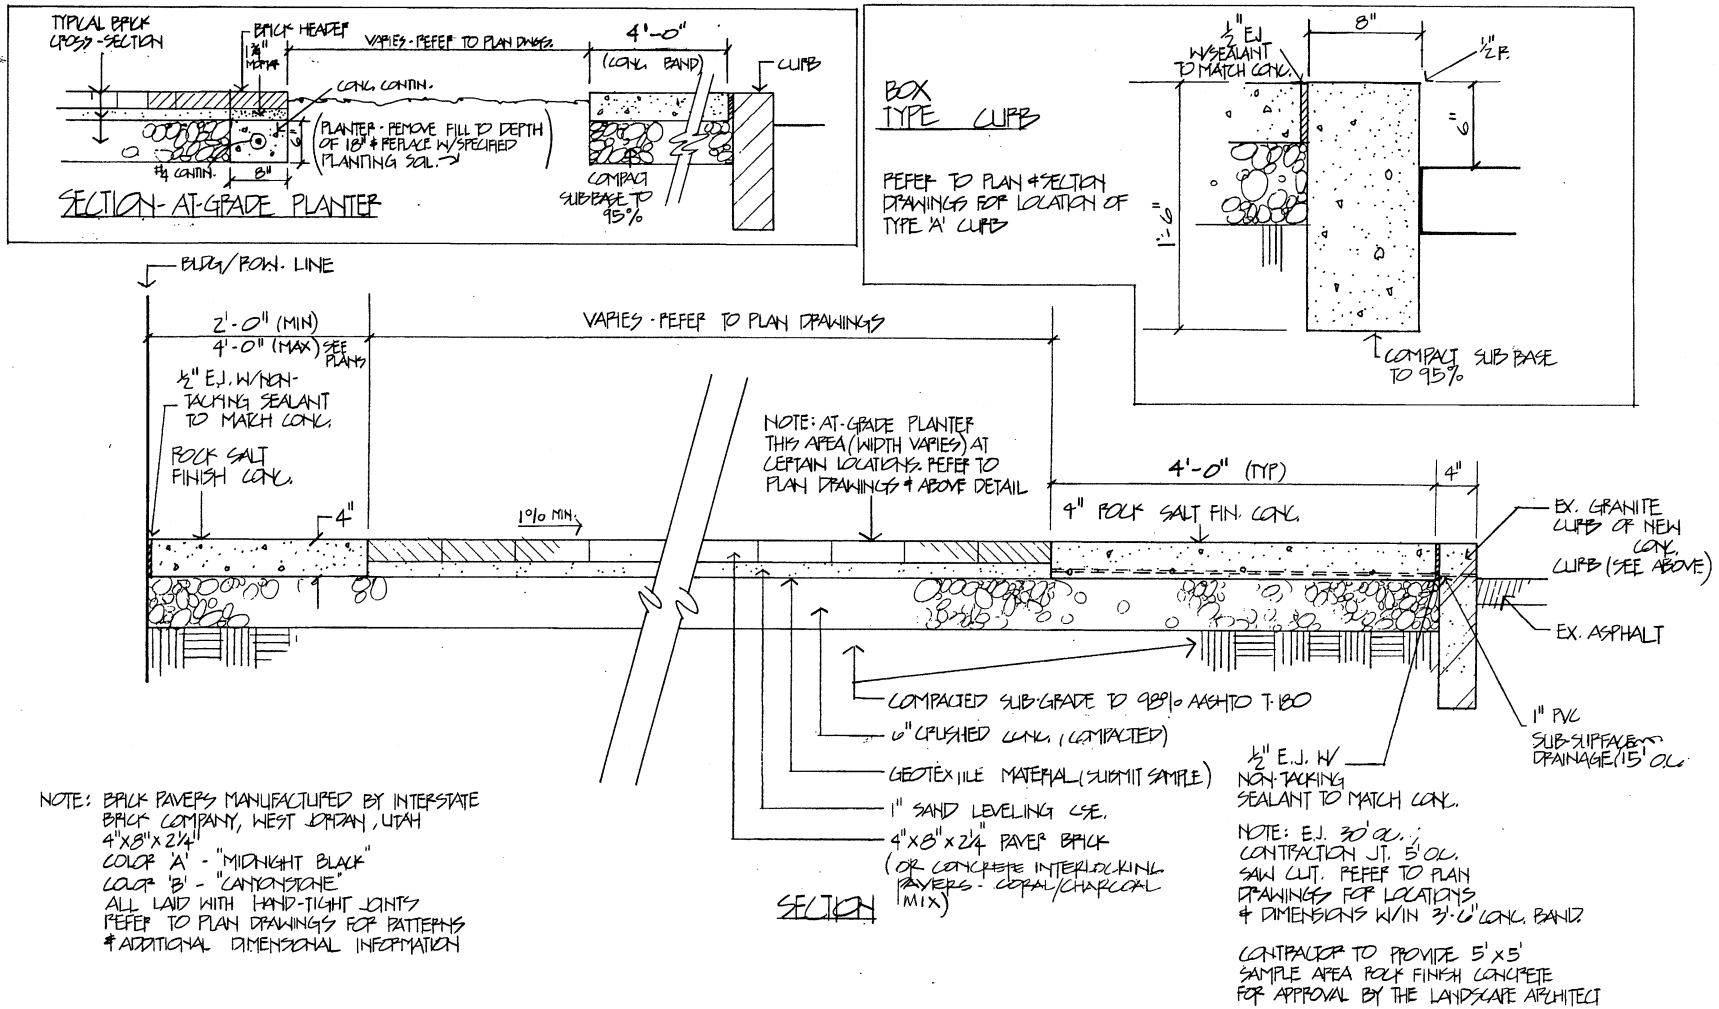 TYPICAL BRICK
CROSS-SECTION
BRICK HEADER
MORTAR
VARIES - REFER TO PLAN DWGS.
4'-0"
(CONC. BAND)
CURB
CONC. CONTIN.
6"
(PLANTER - REMOVE FILL TO DEPTH
OF 18" & REPLACE W/SPECIFIED
PLANTING SOIL.)
#4 CONTIN.
8"
COMPACT
SUB-BASE TO
95%
SECTION- AT-GRADE PLANTER
BOX
TYPE CURB
REFER TO PLAN & SECTION
DRAWINGS FOR LOCATION OF
TYPE 'A' CURB
½" E.J.
W/SEALANT
TO MATCH CONC.
8"
½"R.
6"
1'-6"
COMPACT SUB BASE
TO 95%
BLDG/ROW. LINE
2'-0" (MIN)
4'-0" (MAX) SEE
PLANS
VARIES - REFER TO PLAN DRAWINGS
½" E.J. W/NON-
TACKING SEALANT
TO MATCH CONC.
ROCK SALT
FINISH CONC.
4"
1% MIN.
NOTE: AT-GRADE PLANTER
THIS AREA (WIDTH VARIES) AT
CERTAIN LOCATIONS. REFER TO
PLAN DRAWINGS & ABOVE DETAIL
4'-0" (TYP)
4"
4" ROCK SALT FIN. CONC.
EX. GRANITE
CURB OF NEW
CONC.
CURB (SEE ABOVE)
EX. ASPHALT
1" PVC
SUB-SURFACE
DRAINAGE/15' O.C.
COMPACTED SUB-GRADE TO 98% AASHTO T-180
6" CRUSHED CONC. (COMPACTED)
GEOTEXTILE MATERIAL (SUBMIT SAMPLE)
1" SAND LEVELING CSE.
4"X8"X2¼" PAVER BRICK
(OR CONCRETE INTERLOCKING
PAVERS - CORAL/CHARCOAL
MIX)
SECTION
½" E.J. W/
NON-TACKING
SEALANT TO MATCH CONC.
NOTE: E.J. 30' O.C. ;
CONTRACTION JT. 5' O.C.
SAW CUT. REFER TO PLAN
DRAWINGS FOR LOCATIONS
& DIMENSIONS W/IN 3'-6" CONC. BAND.
CONTRACTOR TO PROVIDE 5' X 5'
SAMPLE AREA ROCK FINISH CONCRETE
FOR APPROVAL BY THE LANDSCAPE ARCHITECT
NOTE: BRICK PAVERS MANUFACTURED BY INTERSTATE
BRICK COMPANY, WEST JORDAN, UTAH
4"X8"X2¼"
COLOR 'A' - "MIDNIGHT BLACK"
COLOR 'B' - "CANYONSTONE"
ALL LAID WITH HAND-TIGHT JOINTS
REFER TO PLAN DRAWINGS FOR PATTERNS
& ADDITIONAL DIMENSIONAL INFORMATION